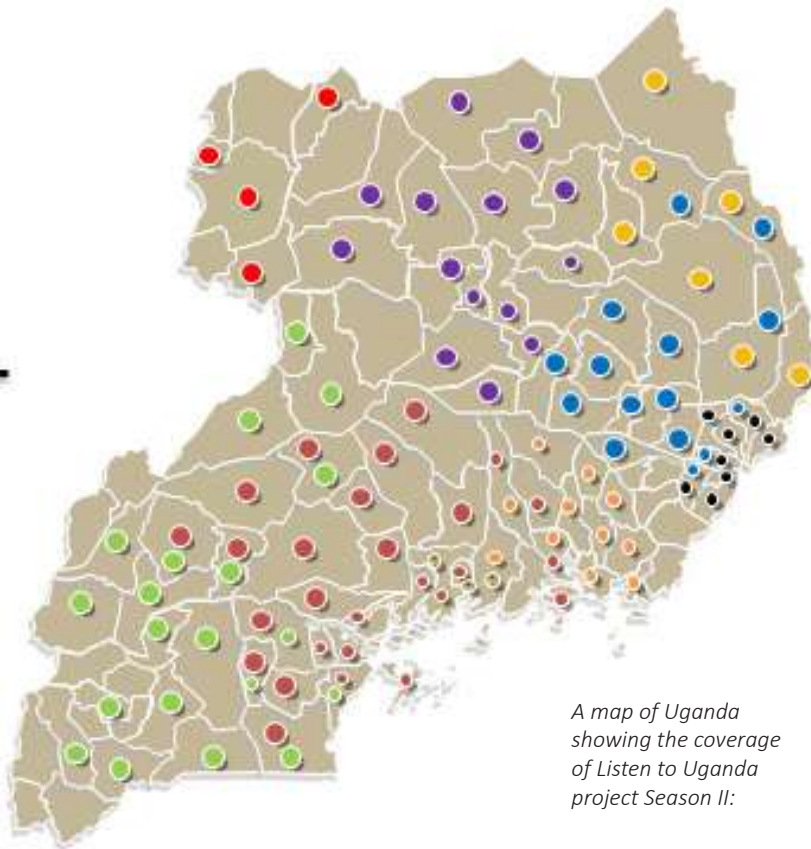 A map of Uganda
showing the coverage
of Listen to Uganda
project Season II: